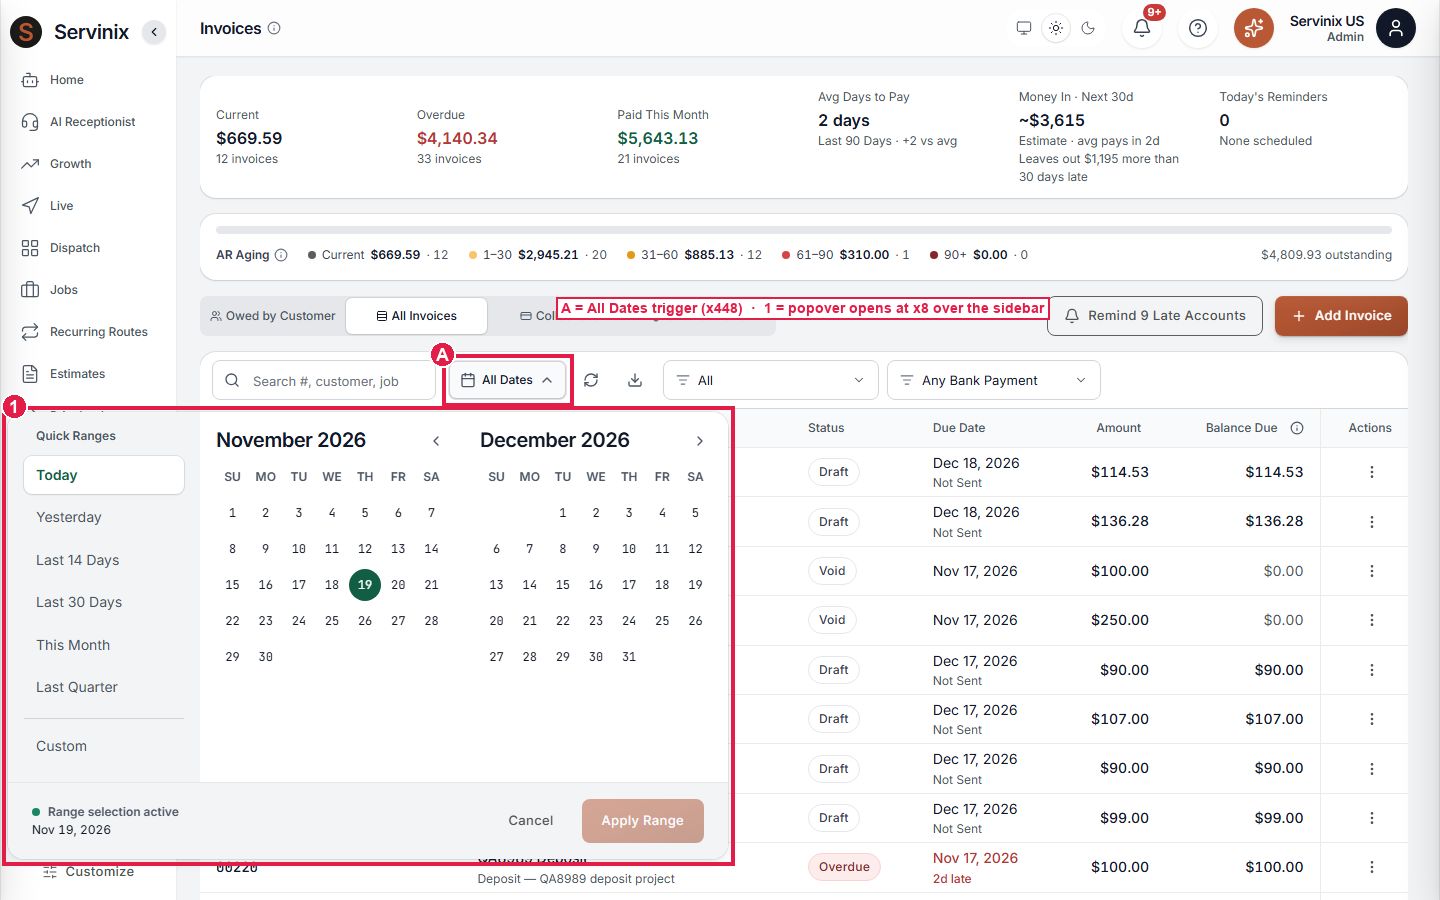 Servinix
Invoices
9+
Servinix US
Admin
Home
AI Receptionist
Growth
Live
Dispatch
Jobs
Recurring Routes
Estimates
Customize
Current
$669.59
12 invoices
Overdue
$4,140.34
33 invoices
Paid This Month
$5,643.13
21 invoices
Avg Days to Pay
2 days
Last 90 Days · +2 vs avg
Money In · Next 30d
~$3,615
Estimate · avg pays in 2d
Leaves out $1,195 more than
30 days late
Today's Reminders
0
None scheduled
AR Aging Current $669.59 · 12 1–30 $2,945.21 · 20 31–60 $885.13 · 12 61–90 $310.00 · 1 90+ $0.00 · 0 $4,809.93 outstanding
Owed by Customer All Invoices
A = All Dates trigger (x448) · 1 = popover opens at x8 over the sidebar
Remind 9 Late Accounts
Add Invoice
A
Search #, customer, job
All Dates
All
Any Bank Payment
1
Quick Ranges
Today
Yesterday
Last 14 Days
Last 30 Days
This Month
Last Quarter
Custom
November 2026
SU MO TU WE TH FR SA
1 2 3 4 5 6 7
8 9 10 11 12 13 14
15 16 17 18 19 20 21
22 23 24 25 26 27 28
29 30
December 2026
SU MO TU WE TH FR SA
1 2 3 4 5
6 7 8 9 10 11 12
13 14 15 16 17 18 19
20 21 22 23 24 25 26
27 28 29 30 31
Range selection active
Nov 19, 2026
Cancel
Apply Range
Status Due Date Amount Balance Due Actions
Draft Dec 18, 2026 $114.53 $114.53
Not Sent
Draft Dec 18, 2026 $136.28 $136.28
Not Sent
Void Nov 17, 2026 $100.00 $0.00
Void Nov 17, 2026 $250.00 $0.00
Draft Dec 17, 2026 $90.00 $90.00
Not Sent
Draft Dec 17, 2026 $107.00 $107.00
Not Sent
Draft Dec 17, 2026 $90.00 $90.00
Not Sent
Draft Dec 17, 2026 $99.00 $99.00
Not Sent
00220 QA8989 Deposit Overdue Nov 17, 2026 $100.00 $100.00
Deposit — QA8989 deposit project 2d late